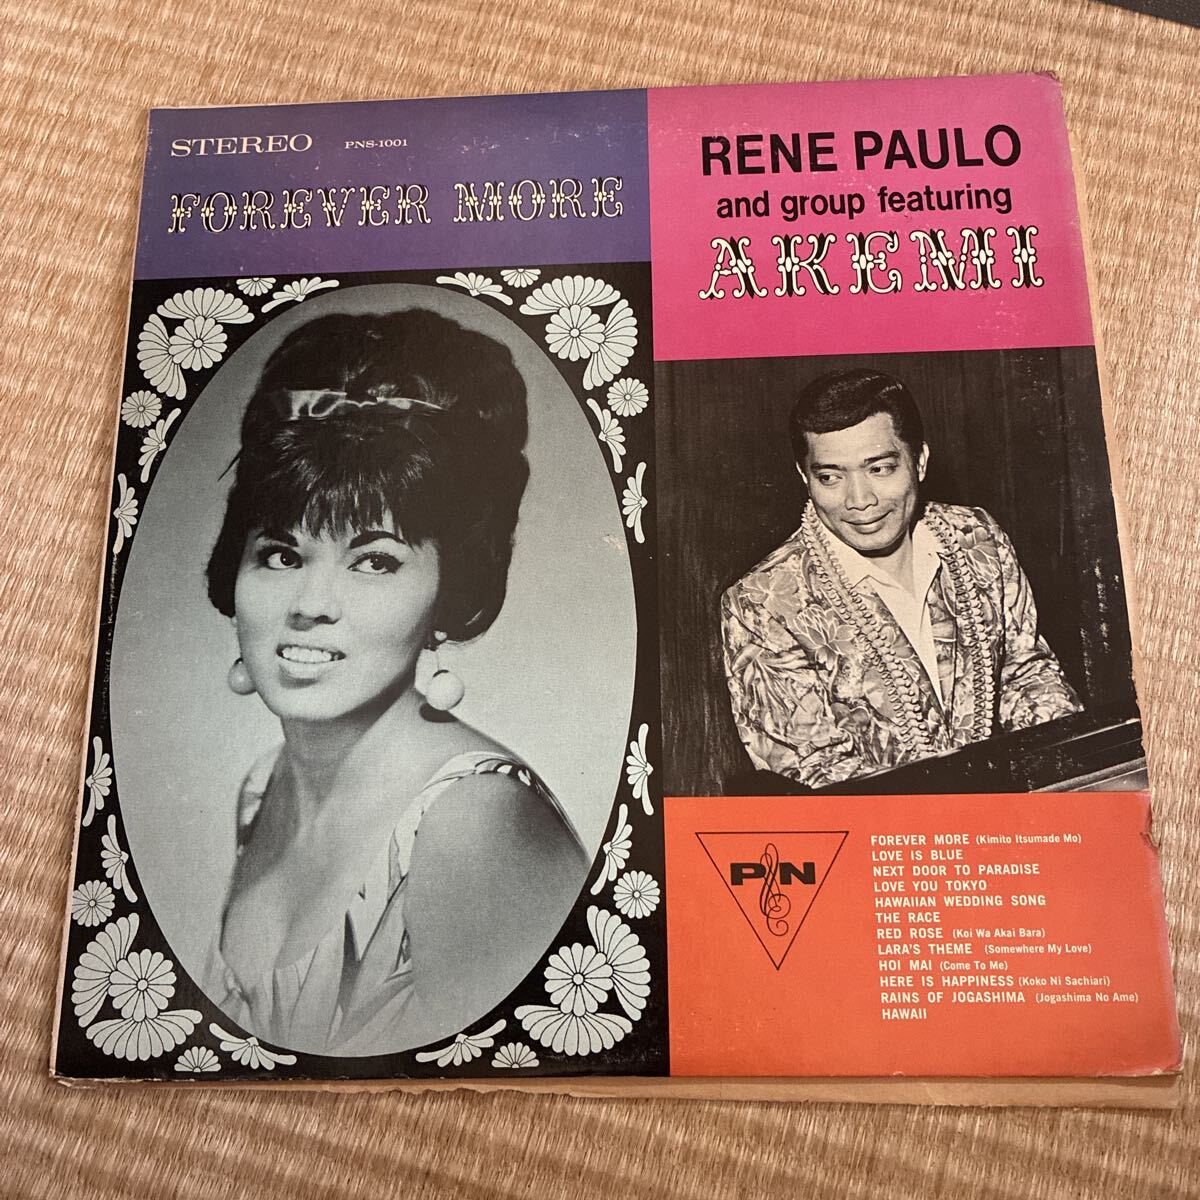 STEREO PNS-1001
FOREVER MORE
RENE PAULO
and group featuring
AKEMI
PN
FOREVER MORE (Kimito Itsumade Mo)
LOVE IS BLUE
NEXT DOOR TO PARADISE
LOVE YOU TOKYO
HAWAIIAN WEDDING SONG
THE RACE
RED ROSE (Koi Wa Akai Bara)
LARA'S THEME (Somewhere My Love)
HOI MAI (Come To Me)
HERE IS HAPPINESS (Koko Ni Sachiari)
RAINS OF JOGASHIMA (Jogashima No Ame)
HAWAII